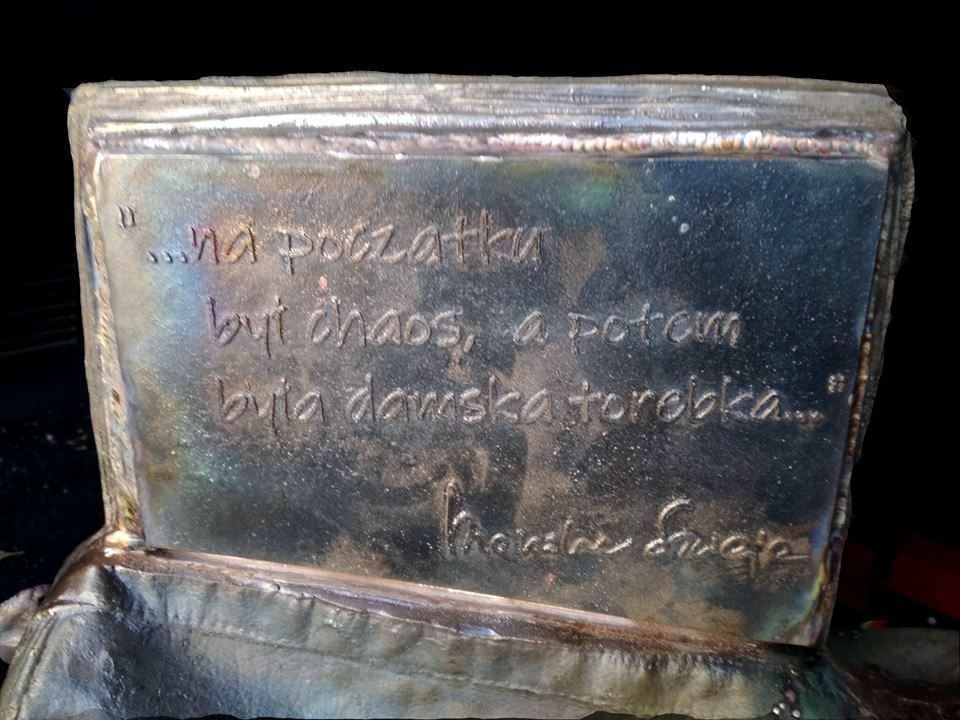 "...na początku
był chaos, a potem
była damska torebka..."